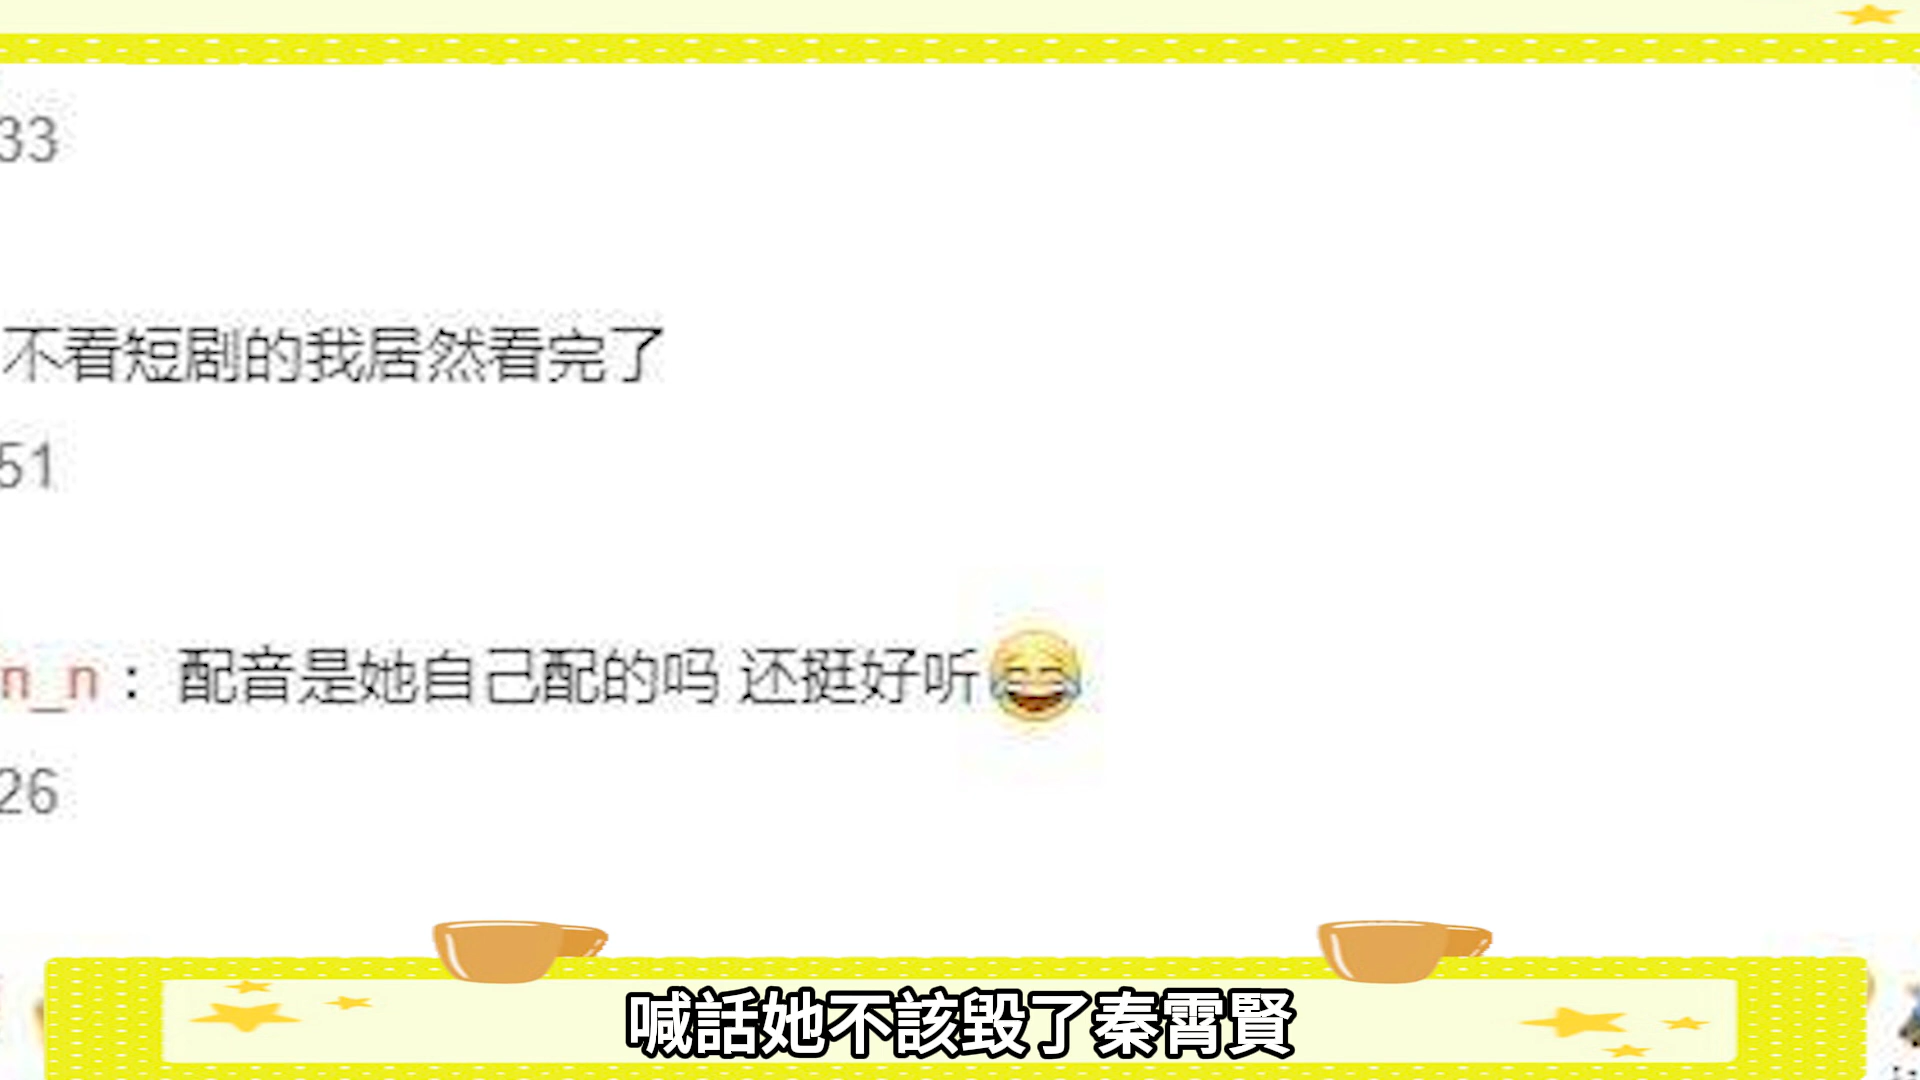 33
不看短剧的我居然看完了
51
n_n：配音是她自己配的吗 还挺好听😂
26
喊話她不該毀了秦霄賢